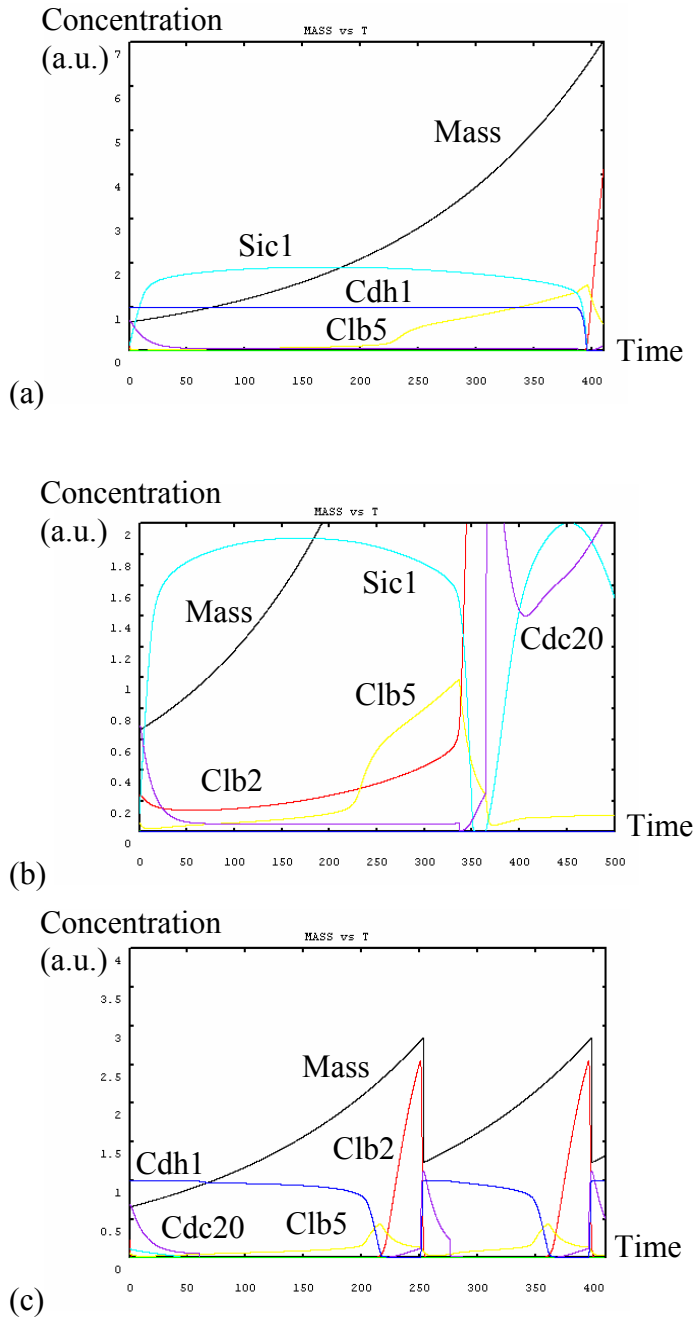 Concentration
(a.u.)
MASS vs T
7
6
5
4
3
2
1
0
Mass
Sic1
Cdh1
Clb5
Time
0 50 100 150 200 250 300 350 400
(a)
Concentration
(a.u.)
MASS vs T
2
1.8
1.6
1.4
1.2
1
0.8
0.6
0.4
0.2
0
Mass
Sic1
Cdc20
Clb5
Clb2
Time
0 50 100 150 200 250 300 350 400 450 500
(b)
Concentration
(a.u.)
MASS vs T
4
3.5
3
2.5
2
1.5
1
0.5
0
Mass
Clb2
Cdh1
Cdc20
Clb5
Time
0 50 100 150 200 250 300 350 400
(c)